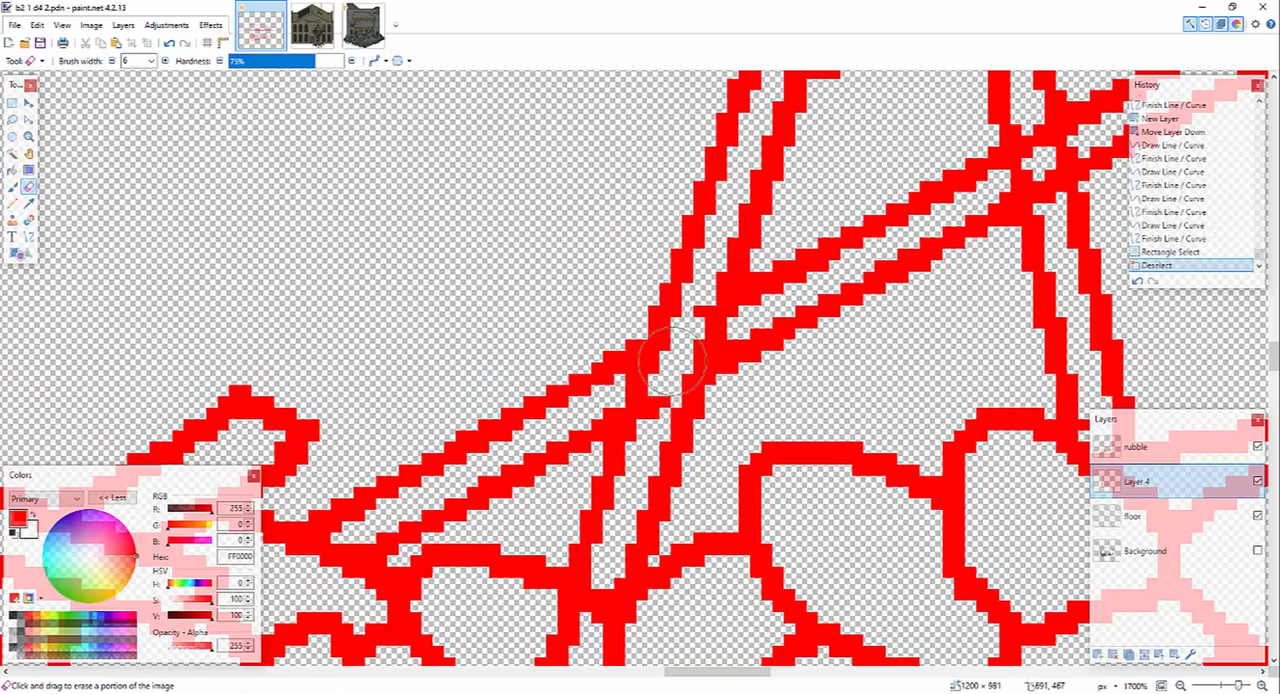 b2 1 d4 2.pdn - paint.net 4.2.13
File Edit View Image Layers Adjustments Effects
Tool: Brush width: 6 Hardness: 75%
To...
History
Finish Line / Curve
New Layer
Move Layer Down
Draw Line / Curve
Finish Line / Curve
Draw Line / Curve
Finish Line / Curve
Draw Line / Curve
Finish Line / Curve
Draw Line / Curve
Finish Line / Curve
Rectangle Select
Deselect
Layers
rubble
Layer 4
floor
Background
Colors
Primary << Less
RGB
R: 255
G: 0
B: 0
Hex: FF0000
HSV
H: 0
S: 100
V: 100
Opacity - Alpha
255
Click and drag to erase a portion of the image 1200 × 981 691, 467 px 1700%